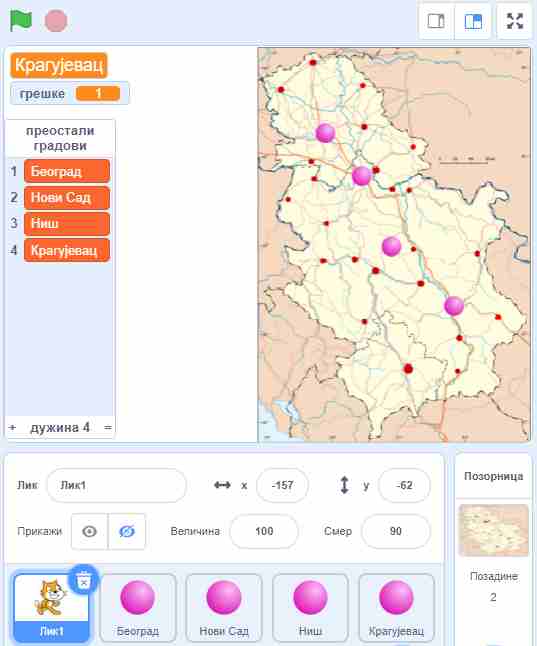 Крагујевац
грешке 1
преостали
градови
1 Београд
2 Нови Сад
3 Ниш
4 Крагујевац
+ дужина 4 =
Лик Лик1 x -157 y -62
Прикажи Величина 100 Смер 90
Позорница
Позадине
2
Лик1 Београд Нови Сад Ниш Крагујевац